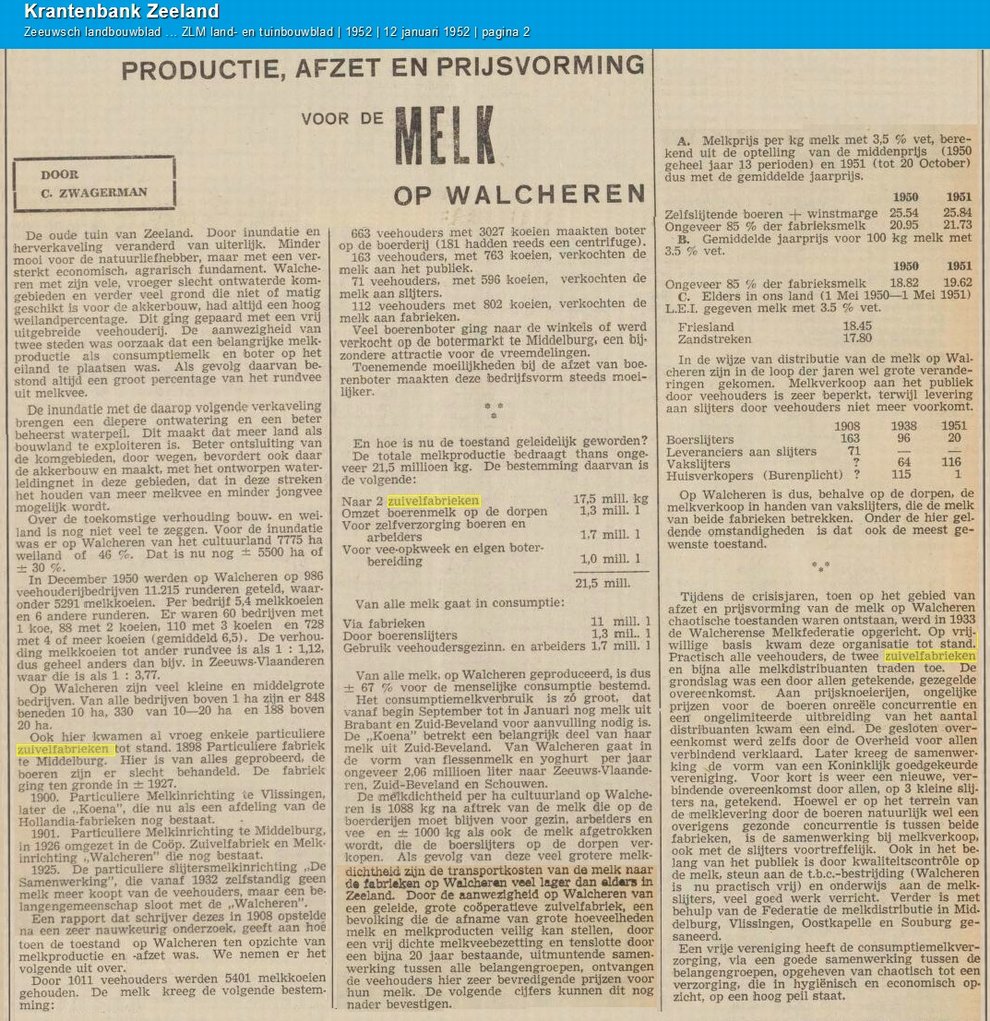 Krantenbank Zeeland
Zeeuwsch landbouwblad ... ZLM land- en tuinbouwblad | 1952 | 12 januari 1952 | pagina 2
PRODUCTIE, AFZET EN PRIJSVORMING
VOOR DE MELK
OP WALCHEREN
DOOR
C. ZWAGERMAN
De oude tuin van Zeeland. Door inundatie en
herverkaveling veranderd van uiterlijk. Minder
mooi voor de natuurliefhebber, maar met een ver-
sterkt economisch, agrarisch fundament. Walche-
ren met zijn vele, vroeger slecht ontwaterde kom-
gebieden en verder veel grond die niet of matig
geschikt is voor de akkerbouw, had altijd een hoog
weilandpercentage. Dit ging gepaard met een vrij
uitgebreide veehouderij. De aanwezigheid van
twee steden was oorzaak dat een belangrijke melk-
productie als consumptiemelk en boter op het
eiland te plaatsen was. Als gevolg daarvan be-
stond altijd een groot percentage van het rundvee
uit melkvee.
De inundatie met de daarop volgende verkaveling
brengen een diepere ontwatering en een beter
beheerst waterpeil. Dit maakt dat meer land als
bouwland te exploiteren is. Beter ontsluiting van
de komgebieden, door wegen, bevordert ook daar
de akkerbouw en maakt, met het ontworpen water-
leidingnet in deze gebieden, dat in deze streken
het houden van meer melkvee en minder jongvee
mogelijk wordt.
Over de toekomstige verhouding bouw- en wei-
land is nog niet veel te zeggen. Voor de inundatie
was er op Walcheren van het cultuurland 7775 ha
weiland of 46 %. Dat is nu nog ± 5500 ha of
± 30 %.
In December 1950 werden op Walcheren op 986
veehouderijbedrijven 11.215 runderen geteld, waar-
onder 5291 melkkoeien. Per bedrijf 5,4 melkkoeien
en 6 andere runderen. Er waren 60 bedrijven met
1 koe, 88 met 2 koeien, 110 met 3 koeien en 728
met 4 of meer koeien (gemiddeld 6,5). De verhou-
ding melkkoeien tot ander rundvee is als 1 : 1,12,
dus geheel anders dan bijv. in Zeeuws-Vlaanderen
waar die is als 1 : 3,77.
Op Walcheren zijn veel kleine en middelgrote
bedrijven. Van alle bedrijven boven 1 ha zijn er 848
beneden 10 ha, 330 van 10—20 ha en 188 boven
20 ha.
Ook hier kwamen al vroeg enkele particuliere
zuivelfabrieken tot stand. 1898 Particuliere fabriek
te Middelburg. Hier is van alles geprobeerd, de
boeren zijn er slecht behandeld. De fabriek
ging ten gronde in ± 1927.
1900. Particuliere Melkinrichting te Vlissingen,
later de „Koena", die nu als een afdeling van de
Hollandia-fabrieken nog bestaat.
1901. Particuliere Melkinrichting te Middelburg,
in 1926 omgezet in de Coöp. Zuivelfabriek en Melk-
inrichting „Walcheren" die nog bestaat.
1925. De particuliere slijtersmelkinrichting „De
Samenwerking", die vanaf 1932 zelfstandig geen
melk meer koopt van de veehouders, maar een be-
langengemeenschap sloot met de „Walcheren".
Een rapport dat schrijver dezes in 1908 opstelde
na een zeer nauwkeurig onderzoek, geeft aan hoe
toen de toestand op Walcheren ten opzichte van
melkproductie en -afzet was. We nemen er het
volgende uit over.
Door 1011 veehouders werden 5401 melkkoeien
gehouden. De melk kreeg de volgende bestem-
ming:
663 veehouders met 3027 koeien maakten boter
op de boerderij (181 hadden reeds een centrifuge).
163 veehouders, met 763 koeien, verkochten de
melk aan het publiek.
71 veehouders, met 596 koeien, verkochten de
melk aan slijters.
112 veehouders met 802 koeien, verkochten de
melk aan fabrieken.
Veel boerenboter ging naar de winkels of werd
verkocht op de botermarkt te Middelburg, een bij-
zondere attractie voor de vreemdelingen.
Toenemende moeilijkheden bij de afzet van boe-
renboter maakten deze bedrijfsvorm steeds moei-
lijker.
* *
*
En hoe is nu de toestand geleidelijk geworden?
De totale melkproductie bedraagt thans onge-
veer 21,5 millioen kg. De bestemming daarvan is
de volgende:
Naar 2 zuivelfabrieken 17,5 mill. kg
Omzet boerenmelk op de dorpen 1,3 mill. l
Voor zelfverzorging boeren en
arbeiders 1,7 mill. l
Voor vee-opkweek en eigen boter-
bereiding 1,0 mill. l
21,5 mill.
Van alle melk gaat in consumptie:
Via fabrieken 11 mill. l
Door boerenslijters 1,3 mill. l
Gebruik veehoudersgezinnen. en arbeiders 1,7 mill. l
Van alle melk, op Walcheren geproduceerd, is dus
± 67 % voor de menselijke consumptie bestemd.
Het consumptiemelkverbruik is zó groot, dat
vanaf begin September tot in Januari nog melk uit
Brabant en Zuid-Beveland voor aanvulling nodig is.
De „Koena" betrekt een belangrijk deel van haar
melk uit Zuid-Beveland. Van Walcheren gaat in
de vorm van flessenmelk en yoghurt per jaar
ongeveer 2,06 millioen liter naar Zeeuws-Vlaande-
ren, Zuid-Beveland en Schouwen.
De melkdichtheid per ha cultuurland op Walche-
ren is 1088 kg na aftrek van de melk die op de
boerderijen moet blijven voor gezin, arbeiders en
vee en ± 1000 kg als ook de melk afgetrokken
wordt, die de boerslijters op de dorpen ver-
kopen. Als gevolg van deze veel grotere melk-
dichtheid zijn de transportkosten van de melk naar
de fabrieken op Walcheren veel lager dan elders in
Zeeland. Door de aanwezigheid op Walcheren van
een geleide, grote coöperatieve zuivelfabriek, een
bevolking die de afname van grote hoeveelheden
melk en melkproducten veilig kan stellen, door
een vrij dichte melkveebezetting en tenslotte door
een bijna 20 jaar bestaande, uitmuntende samen-
werking tussen alle belangengroepen, ontvangen
de veehouders hier zeer bevredigende prijzen voor
hun melk. De volgende cijfers kunnen dit nog
nader bevestigen.
A. Melkprijs per kg melk met 3,5 % vet, bere-
kend uit de optelling van de middenprijs (1950
geheel jaar 13 perioden) en 1951 (tot 20 October)
dus met de gemiddelde jaarprijs.
1950 1951
Zelfslijtende boeren + winstmarge 25.54 25.84
Ongeveer 85 % der fabrieksmelk 20.95 21.73
B. Gemiddelde jaarprijs voor 100 kg melk met
3.5 % vet.
1950 1951
Ongeveer 85 % der fabrieksmelk 18.82 19.62
C. Elders in ons land (1 Mei 1950—1 Mei 1951)
L.E.I. gegeven melk met 3.5 % vet.
Friesland 18.45
Zandstreken 17.80
In de wijze van distributie van de melk op Wal-
cheren zijn in de loop der jaren wel grote verande-
ringen gekomen. Melkverkoop aan het publiek
door veehouders is zeer beperkt, terwijl levering
aan slijters door veehouders niet meer voorkomt.
1908 1938 1951
Boerslijters 163 96 20
Leveranciers aan slijters 71 — —
Vakslijters ? 64 116
Huisverkopers (Burenplicht) ? 115 1
Op Walcheren is dus, behalve op de dorpen, de
melkverkoop in handen van vakslijters, die de melk
van beide fabrieken betrekken. Onder de hier gel-
dende omstandigheden is dat ook de meest ge-
wenste toestand.
* *
*
Tijdens de crisisjaren, toen op het gebied van
afzet en prijsvorming van de melk op Walcheren
chaotische toestanden waren ontstaan, werd in 1933
de Walcherense Melkfederatie opgericht. Op vrij-
willige basis kwam deze organisatie tot stand.
Practisch alle veehouders, de twee zuivelfabrieken
en bijna alle melkdistribuanten traden toe. De
grondslag was een door allen getekende, gezegelde
overeenkomst. Aan prijsknoeierijen, ongelijke
prijzen voor de boeren onreële concurrentie en
een ongelimiteerde uitbreiding van het aantal
distribuanten kwam een eind. De gesloten over-
eenkomst werd zelfs door de Overheid voor allen
verbindend verklaard. Later kreeg de samenwer-
king de vorm van een Koninklijk goedgekeurde
vereniging. Voor kort is weer een nieuwe, ver-
bindende overeenkomst door allen, op 3 kleine slij-
ters na, getekend. Hoewel er op het terrein van
de melklevering door de boeren natuurlijk wel een
overigens gezonde concurrentie is tussen beide
fabrieken, is de samenwerking bij melkverkoop,
ook met de slijters voortreffelijk. Ook in het be-
lang van het publiek is door kwaliteitscontrôle op
de melk, steun aan de t.b.c.-bestrijding (Walcheren
is nu practisch vrij) en onderwijs aan de melk-
slijters, veel goed werk verricht. Verder is met
behulp van de Federatie de melkdistributie in Mid-
delburg, Vlissingen, Oostkapelle en Souburg ge-
saneerd.
Een vrije vereniging heeft de consumptiemelkver-
zorging, via een goede samenwerking tussen de
belangengroepen, opgeheven van chaotisch tot een
verzorging, die in hygiënisch en economisch op-
zicht, op een hoog peil staat.